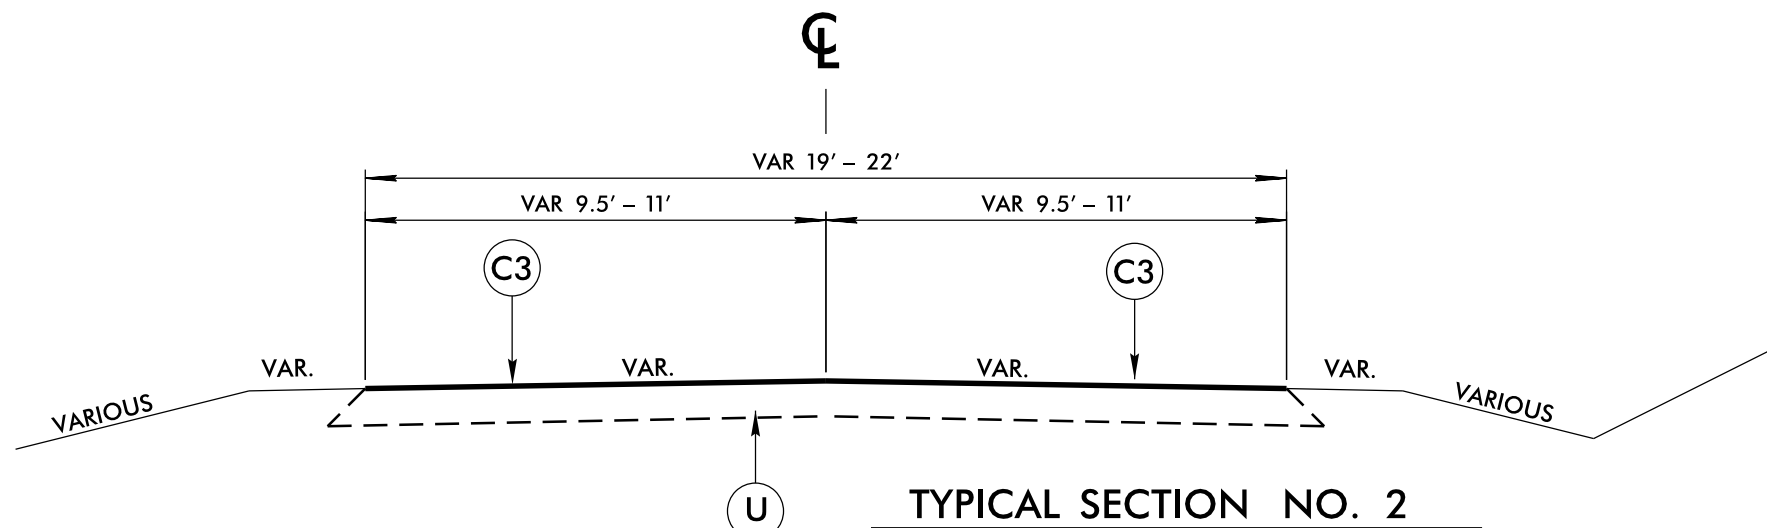 ℄
VAR 19' – 22'
VAR 9.5' – 11' VAR 9.5' – 11'
C3 C3
VAR. VAR. VAR. VAR.
VARIOUS VARIOUS
U
TYPICAL SECTION NO. 2